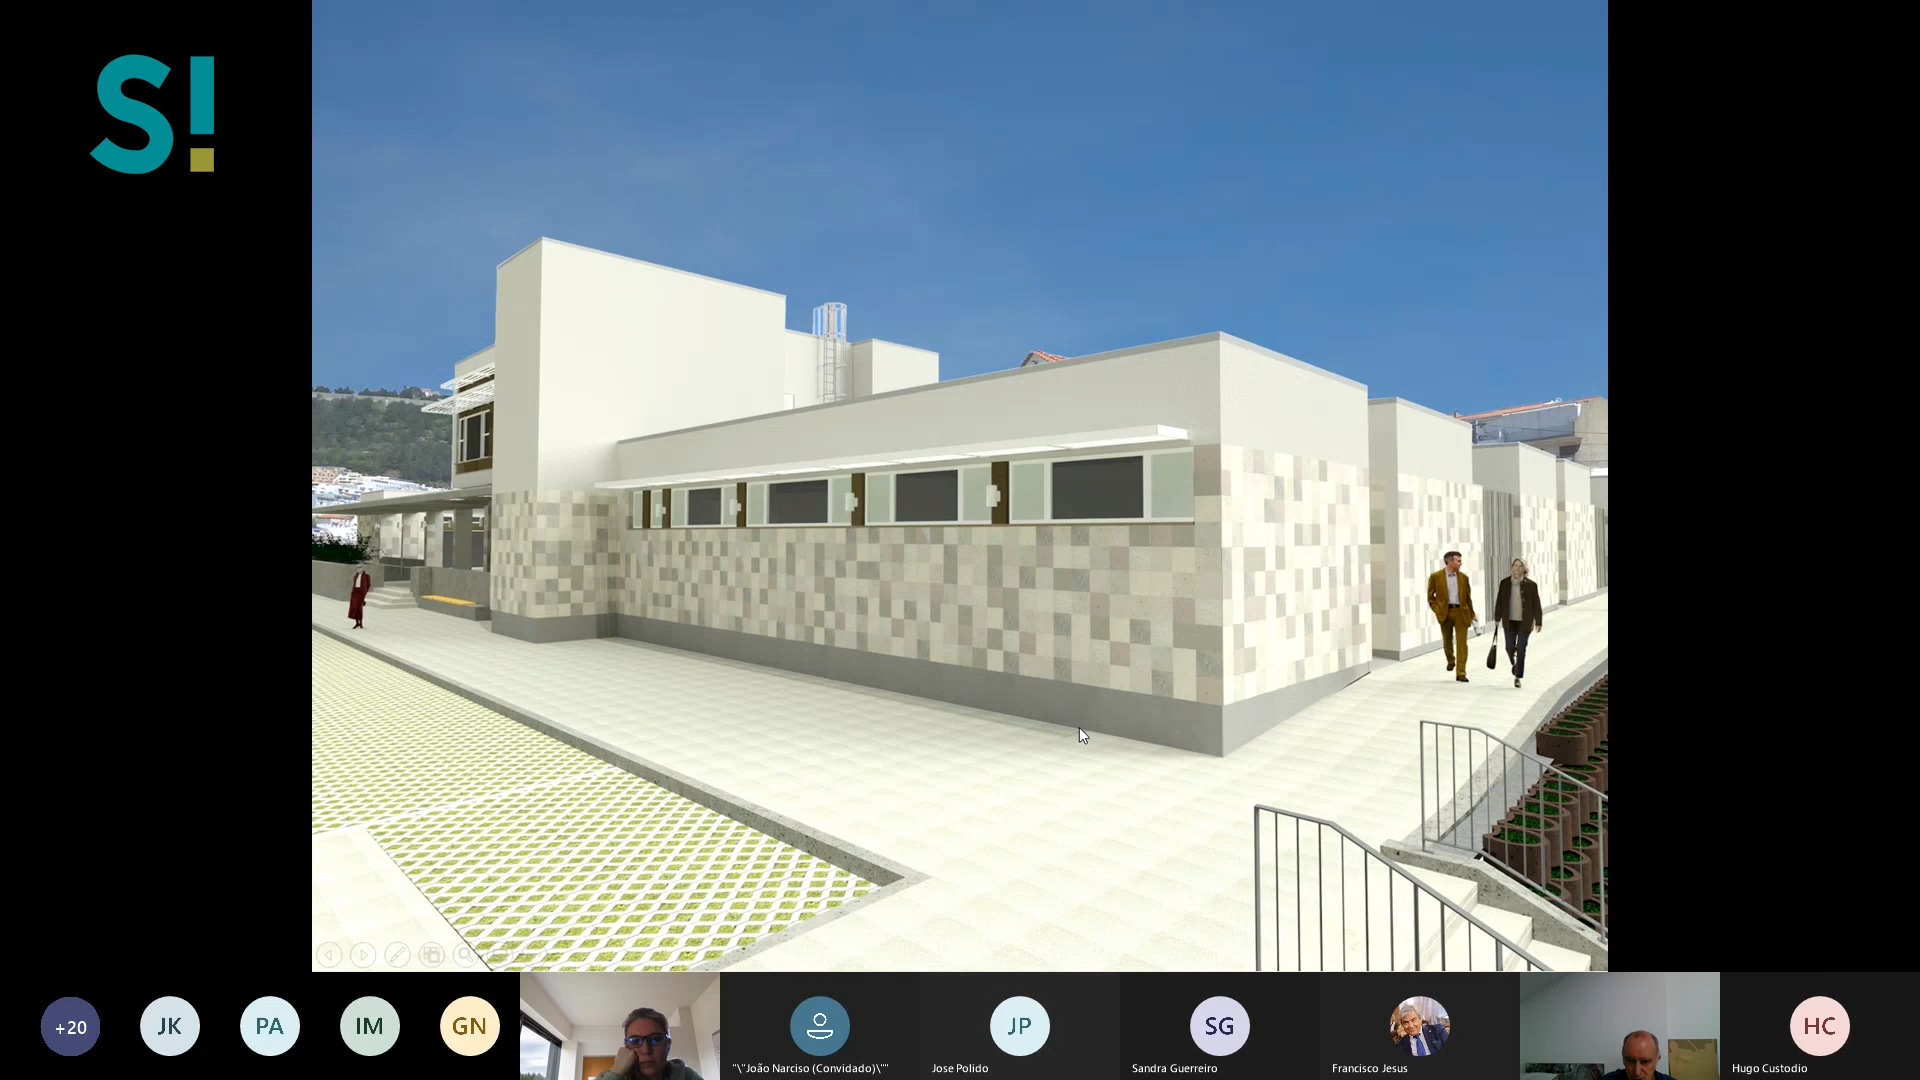 S!
+20
JK
PA
IM
GN
JP
SG
HC
"\"João Narciso (Convidado)\""
Jose Polido
Sandra Guerreiro
Francisco Jesus
Hugo Custodio